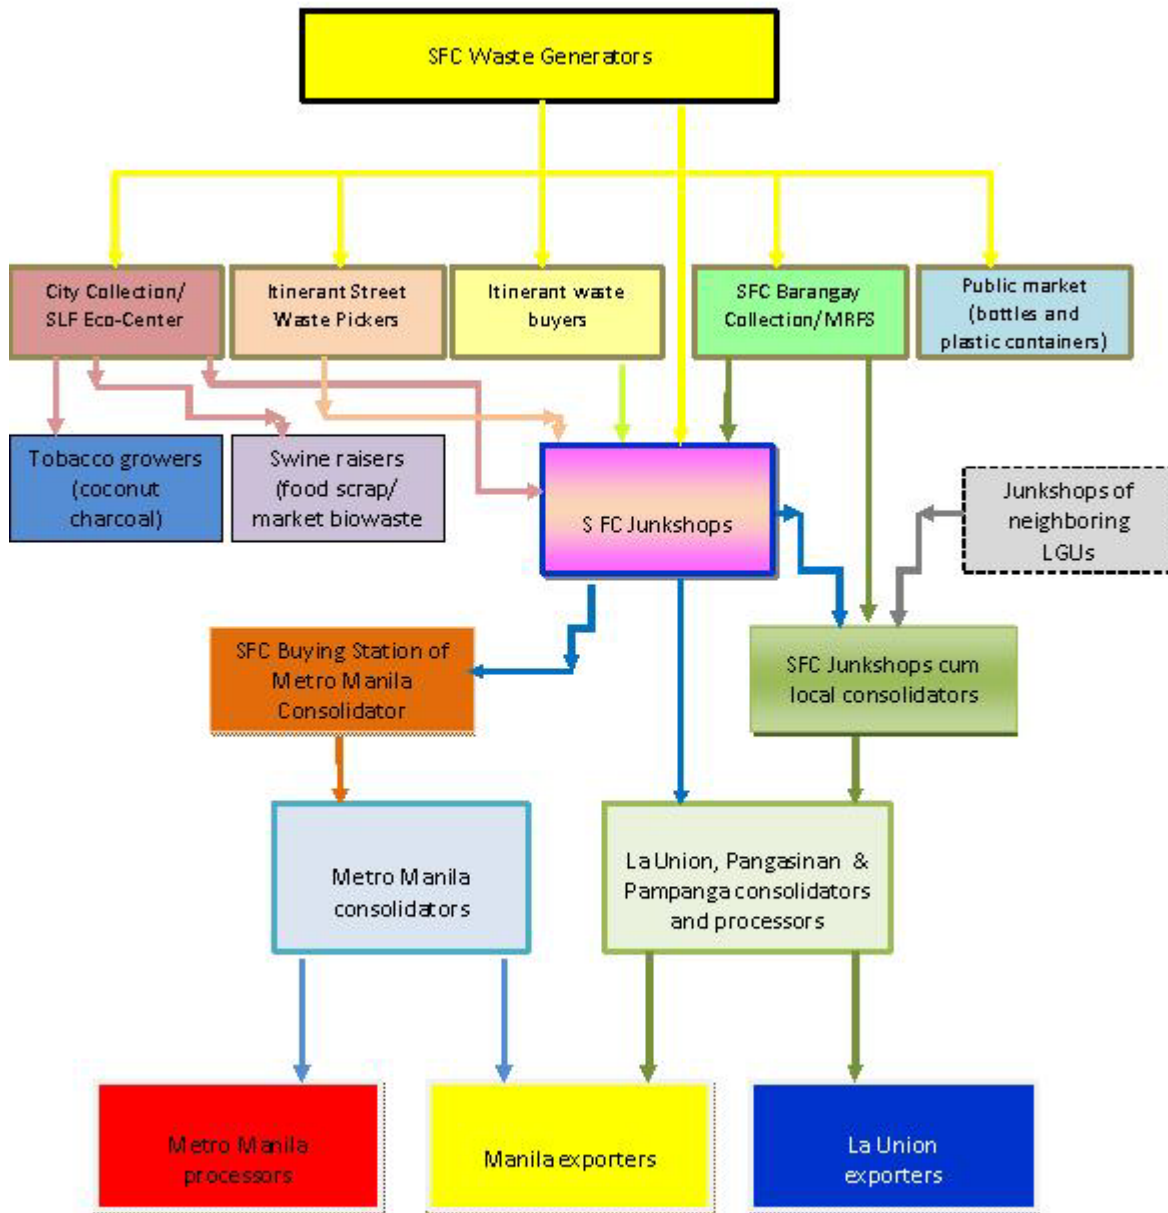 SFC Waste Generators
City Collection/
SLF Eco-Center
Itinerant Street
Waste Pickers
Itinerant waste
buyers
SFC Barangay
Collection/MRFS
Public market
(bottles and
plastic containers)
Tobacco growers
(coconut
charcoal)
Swine raisers
(food scrap/
market biowaste
SFC Junkshops
Junkshops of
neighboring
LGUs
SFC Buying Station of
Metro Manila
Consolidator
SFC Junkshops cum
local consolidators
Metro Manila
consolidators
La Union, Pangasinan &
Pampanga consolidators
and processors
Metro Manila
processors
Manila exporters
La Union
exporters